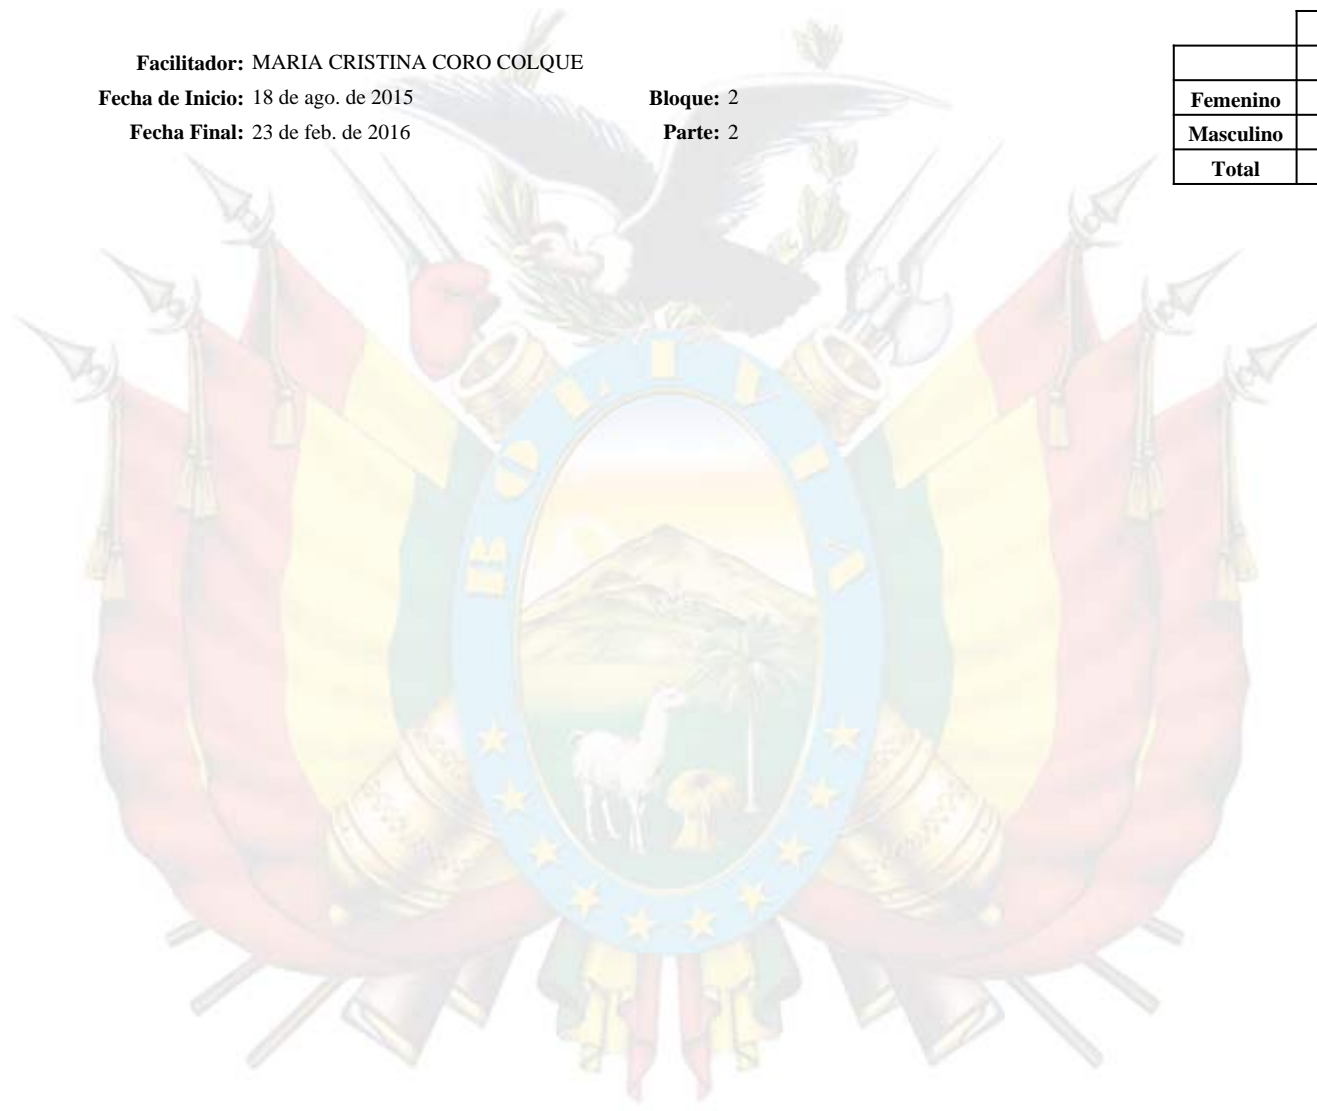 Facilitador: MARIA CRISTINA CORO COLQUE
Fecha de Inicio: 18 de ago. de 2015 Bloque: 2
Fecha Final: 23 de feb. de 2016 Parte: 2
Femenino
Masculino
Total
BOLIVIA